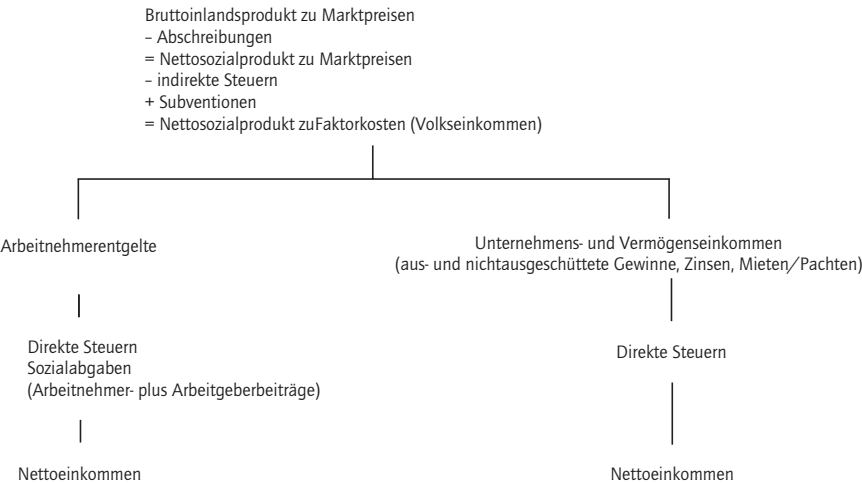 Bruttoinlandsprodukt zu Marktpreisen
– Abschreibungen
= Nettosozialprodukt zu Marktpreisen
– indirekte Steuern
+ Subventionen
= Nettosozialprodukt zuFaktorkosten (Volkseinkommen)
Arbeitnehmerentgelte
Unternehmens- und Vermögenseinkommen
(aus- und nichtausgeschüttete Gewinne, Zinsen, Mieten/Pachten)
Direkte Steuern
Sozialabgaben
(Arbeitnehmer- plus Arbeitgeberbeiträge)
Direkte Steuern
Nettoeinkommen
Nettoeinkommen